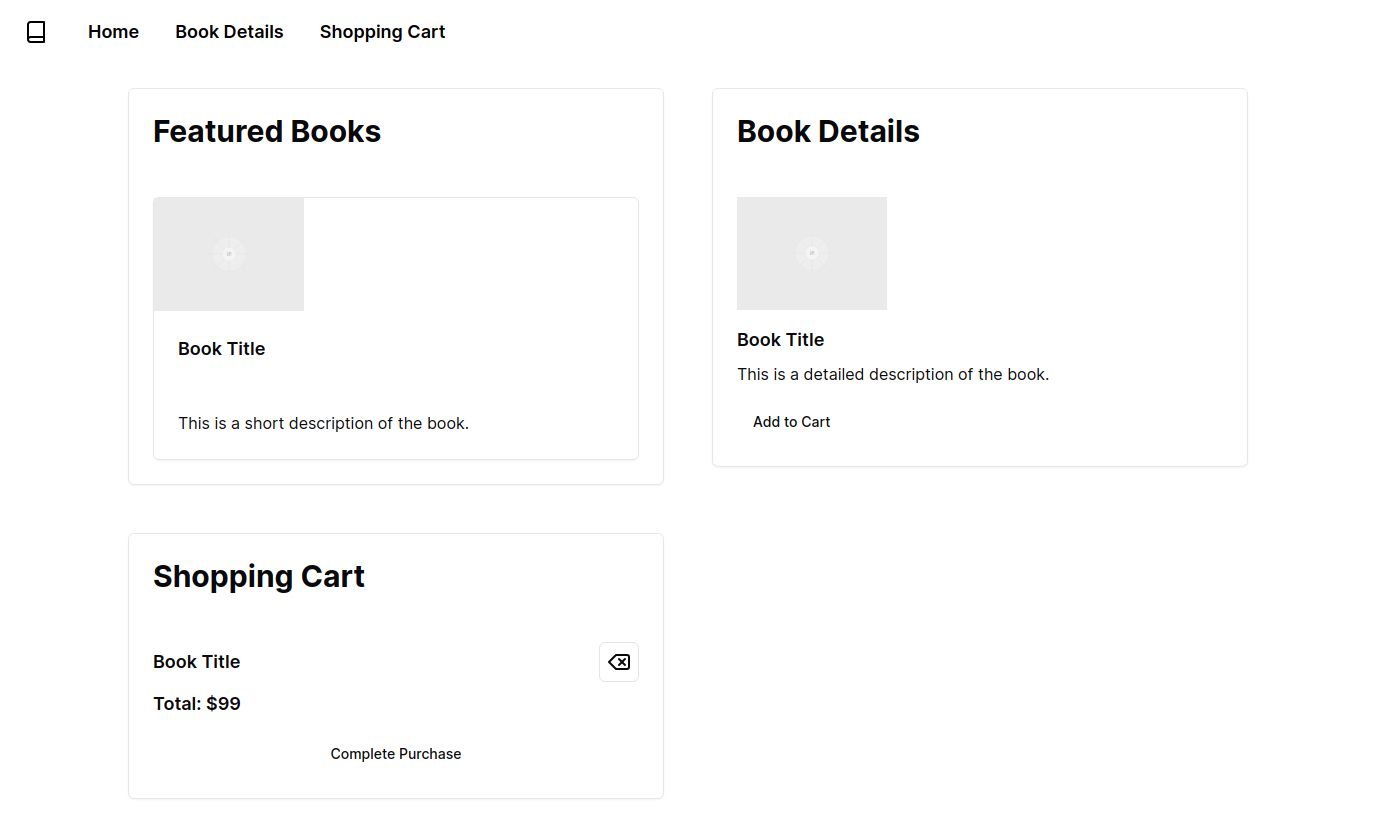 Home
Book Details
Shopping Cart
Featured Books
Book Title
This is a short description of the book.
Book Details
Book Title
This is a detailed description of the book.
Add to Cart
Shopping Cart
Book Title
Total: $99
Complete Purchase